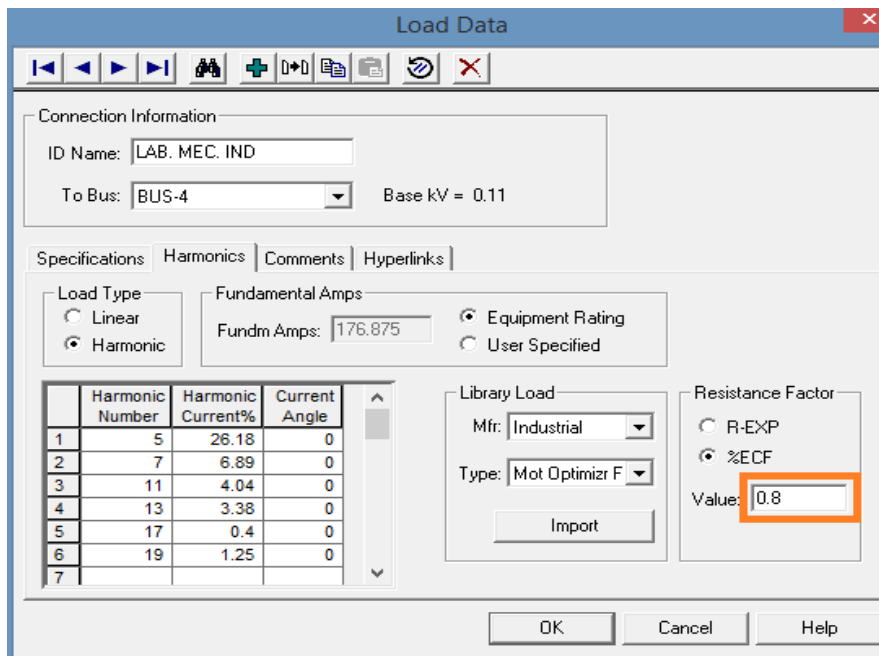 Load Data
Connection Information
ID Name: LAB. MEC. IND
To Bus: BUS-4 Base kV = 0.11
Specifications Harmonics Comments Hyperlinks
Load Type Fundamental Amps
Linear Fundm Amps: 176.875 Equipment Rating
Harmonic User Specified
Harmonic Number Harmonic Current% Current Angle
1 5 26.18 0
2 7 6.89 0
3 11 4.04 0
4 13 3.38 0
5 17 0.4 0
6 19 1.25 0
7
Library Load
Mfr: Industrial
Type: Mot Optimizr F
Import
Resistance Factor
R-EXP
%ECF
Value: 0.8
OK Cancel Help